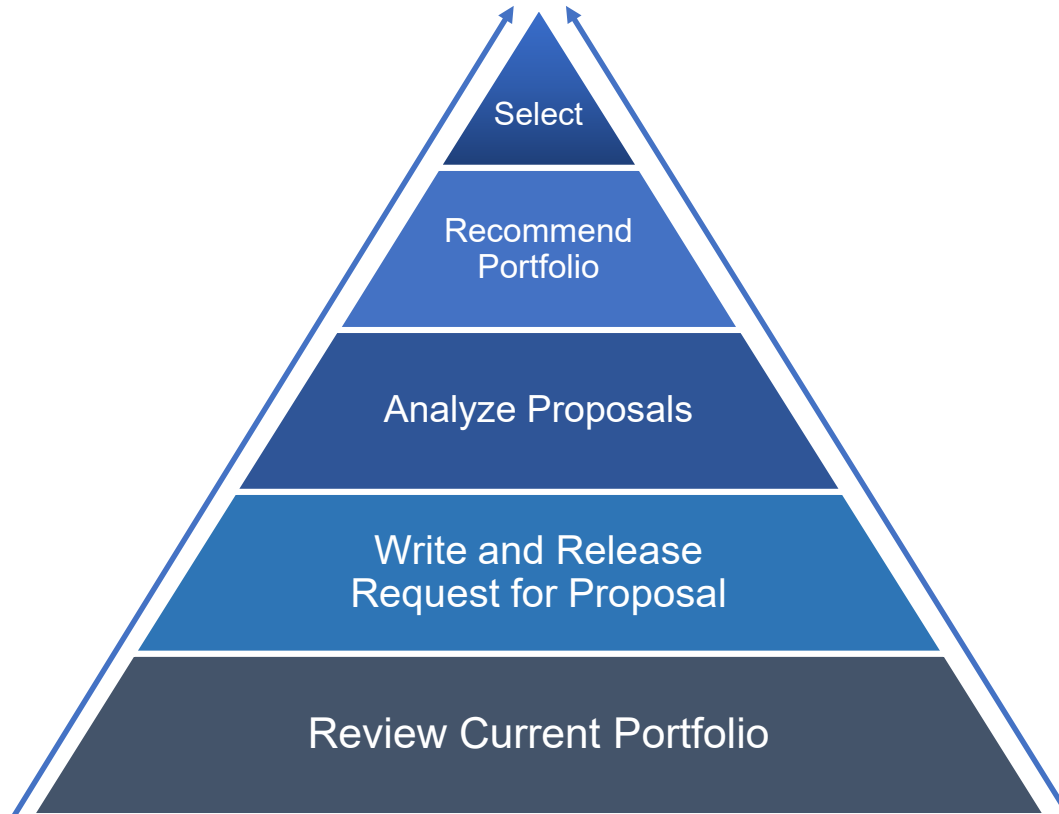 Select
Recommend
Portfolio
Analyze Proposals
Write and Release
Request for Proposal
Review Current Portfolio